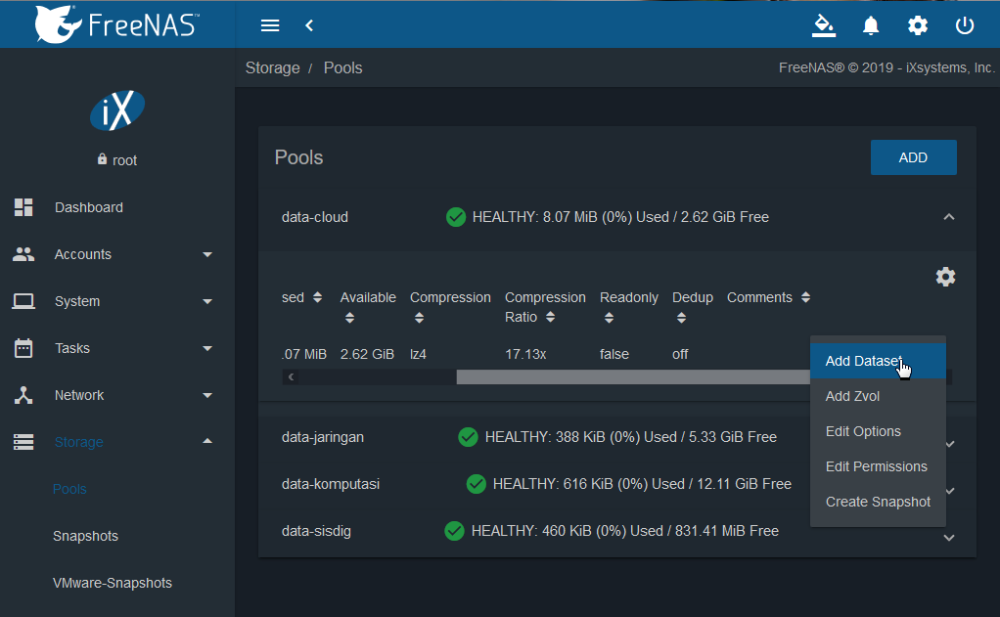 FreeNAS™
Storage / Pools
FreeNAS® © 2019 - iXsystems, Inc.
iX
root
Dashboard
Accounts
System
Tasks
Network
Storage
Pools
Snapshots
VMware-Snapshots
Pools
ADD
data-cloud
HEALTHY: 8.07 MiB (0%) Used / 2.62 GiB Free
sed Available Compression Compression Readonly Dedup Comments
Ratio
.07 MiB 2.62 GiB lz4 17.13x false off
data-jaringan
HEALTHY: 388 KiB (0%) Used / 5.33 GiB Free
data-komputasi
HEALTHY: 616 KiB (0%) Used / 12.11 GiB Free
data-sisdig
HEALTHY: 460 KiB (0%) Used / 831.41 MiB Free
Add Dataset
Add Zvol
Edit Options
Edit Permissions
Create Snapshot